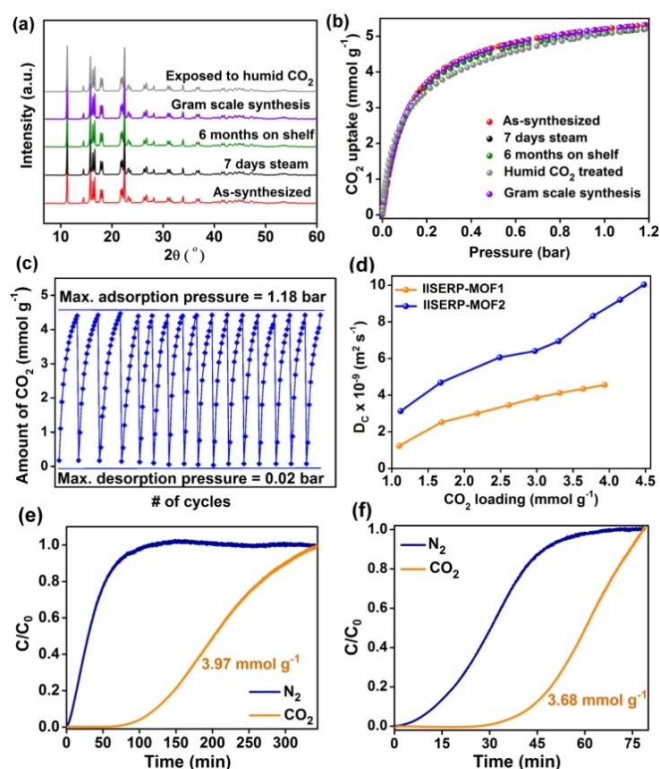 (a)
Intensity (a.u.)
Exposed to humid CO₂
Gram scale synthesis
6 months on shelf
7 days steam
As-synthesized
10 20 30 40 50 60
2θ (°)
(b)
CO₂ uptake (mmol g⁻¹)
5
4
3
2
1
0
As-synthesized
7 days steam
6 months on shelf
Humid CO₂ treated
Gram scale synthesis
0.0 0.2 0.4 0.6 0.8 1.0 1.2
Pressure (bar)
(c)
Amount of CO₂ (mmol g⁻¹)
5
4
3
2
1
0
Max. adsorption pressure = 1.18 bar
Max. desorption pressure = 0.02 bar
# of cycles
(d)
D_C x 10⁻⁹ (m² s⁻¹)
10
8
6
4
2
0
IISERP-MOF1
IISERP-MOF2
1.0 1.5 2.0 2.5 3.0 3.5 4.0 4.5
CO₂ loading (mmol g⁻¹)
(e)
C/C₀
1.0
0.8
0.6
0.4
0.2
0.0
3.97 mmol g⁻¹
N₂
CO₂
0 50 100 150 200 250 300
Time (min)
(f)
C/C₀
1.0
0.8
0.6
0.4
0.2
0.0
N₂
CO₂
3.68 mmol g⁻¹
0 15 30 45 60 75
Time (min)